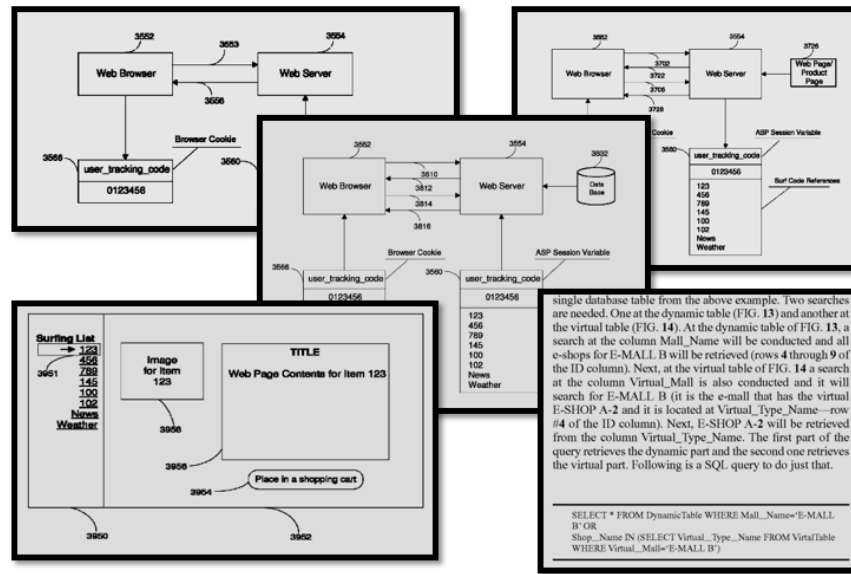 3552
3553
3554
Web Browser
Web Server
3556
Browser Cookie
3568
3560
user_tracking_code
0123456
3552
3554
3726
3702
Web Browser
3722
Web Server
Web Page/
Product
Page
3705
3728
Cookie
3560
ASP Session Variable
user_tracking_code
0123456
Surf Code References
123
456
789
145
100
102
News
Weather
3552
3554
3832
3810
Web Browser
3812
Web Server
Data
Base
3814
3816
Browser Cookie
ASP Session Variable
3566
3560
user_tracking_code
user_tracking_code
0123456
0123456
123
456
789
145
100
102
News
Weather
Surfing List
123
3951
456
789
145
100
102
News
Weather
Image
for Item
123
3958
TITLE
Web Page Contents for Item 123
3956
Place in a shopping cart
3954
3950
3952
single database table from the above example. Two searches
are needed. One at the dynamic table (FIG. 13) and another at
the virtual table (FIG. 14). At the dynamic table of FIG. 13, a
search at the column Mall_Name will be conducted and all
e-shops for E-MALL B will be retrieved (rows 4 through 9 of
the ID column). Next, at the virtual table of FIG. 14 a search
at the column Virtual_Mall is also conducted and it will
search for E-MALL B (it is the e-mall that has the virtual
E-SHOP A-2 and it is located at Virtual_Type_Name—row
#4 of the ID column). Next, E-SHOP A-2 will be retrieved
from the column Virtual_Type_Name. The first part of the
query retrieves the dynamic part and the second one retrieves
the virtual part. Following is a SQL query to do just that.
SELECT * FROM DynamicTable WHERE Mall_Name='E-MALL
B' OR
Shop_Name IN (SELECT Virtual_Type_Name FROM VirtalTable
WHERE Virtual_Mall='E-MALL B')